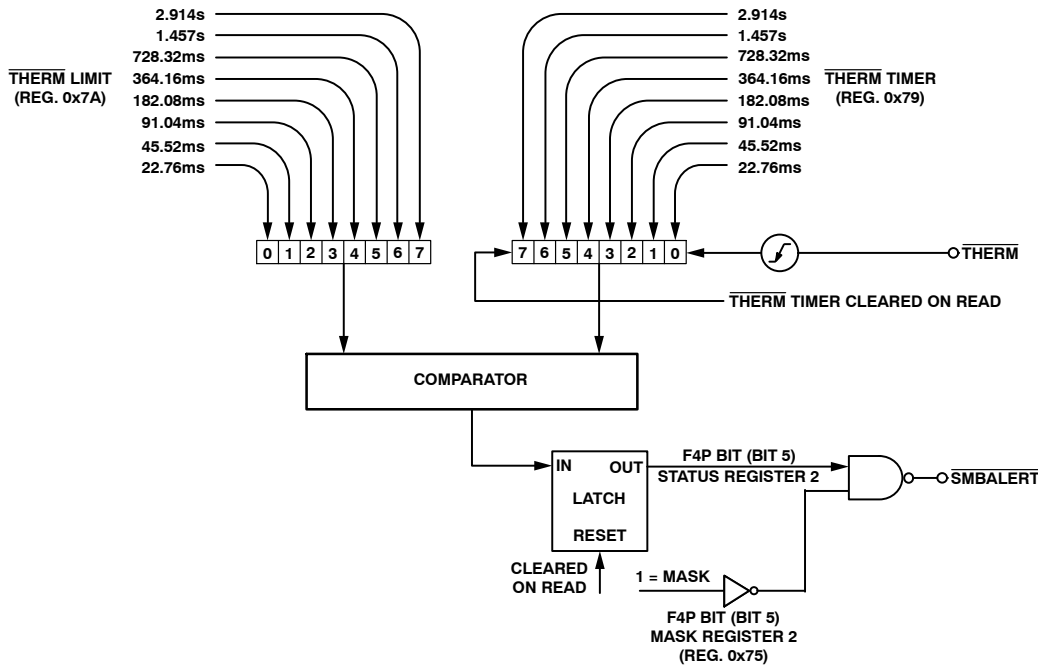 2.914s
1.457s
728.32ms
364.16ms
182.08ms
91.04ms
45.52ms
22.76ms
THERM LIMIT
(REG. 0x7A)
2.914s
1.457s
728.32ms
364.16ms
182.08ms
91.04ms
45.52ms
22.76ms
THERM TIMER
(REG. 0x79)
0 1 2 3 4 5 6 7
7 6 5 4 3 2 1 0
THERM
THERM TIMER CLEARED ON READ
COMPARATOR
IN OUT
LATCH
RESET
F4P BIT (BIT 5)
STATUS REGISTER 2
SMBALERT
CLEARED
ON READ
1 = MASK
F4P BIT (BIT 5)
MASK REGISTER 2
(REG. 0x75)